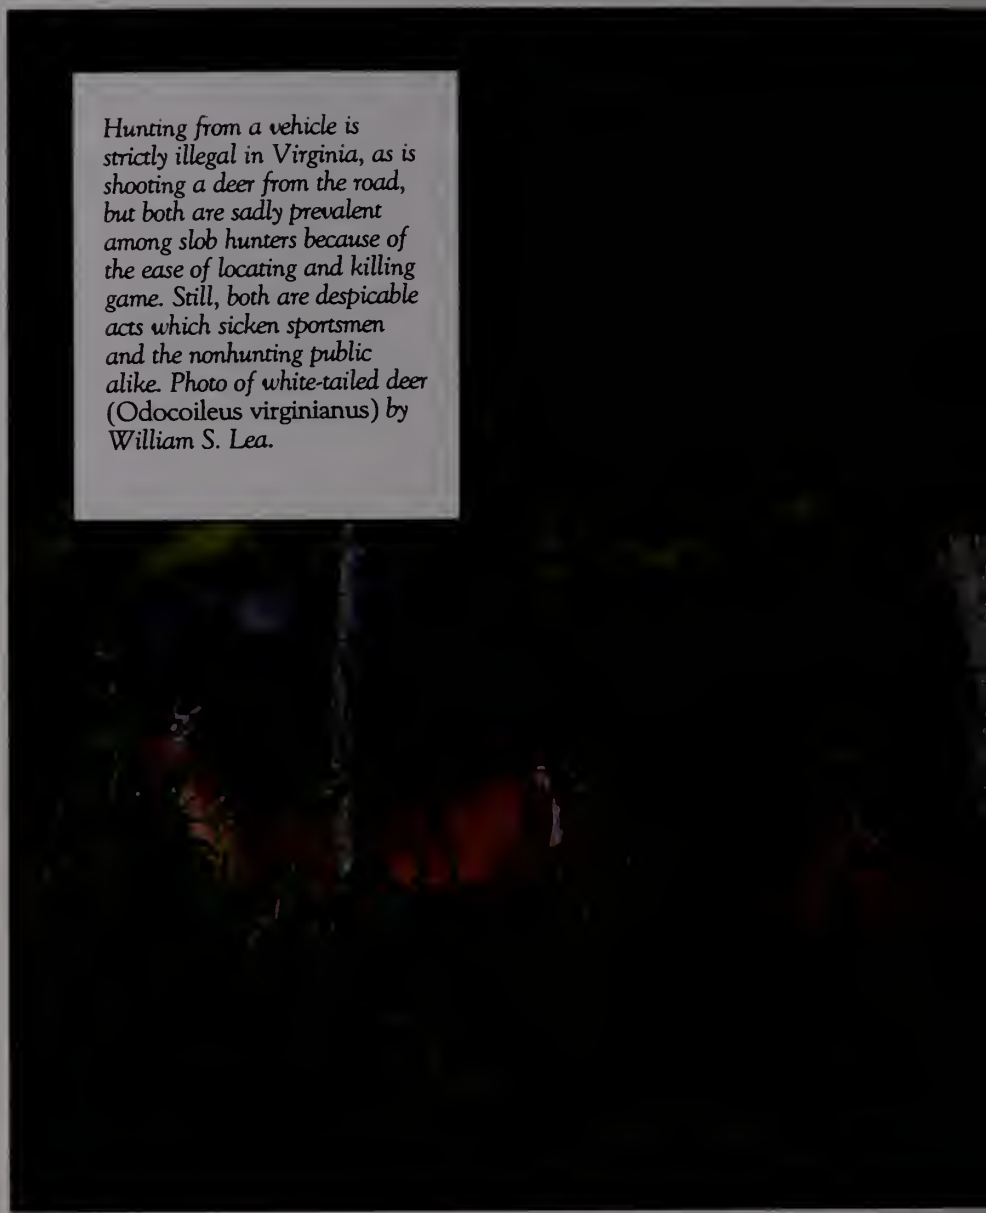 Hunting from a vehicle is
strictly illegal in Virginia, as is
shooting a deer from the road,
but both are sadly prevalent
among slob hunters because of
the ease of locating and killing
game. Still, both are despicable
acts which sicken sportsmen
and the nonhunting public
alike. Photo of white-tailed deer
(Odocoileus virginianus) by
William S. Lea.